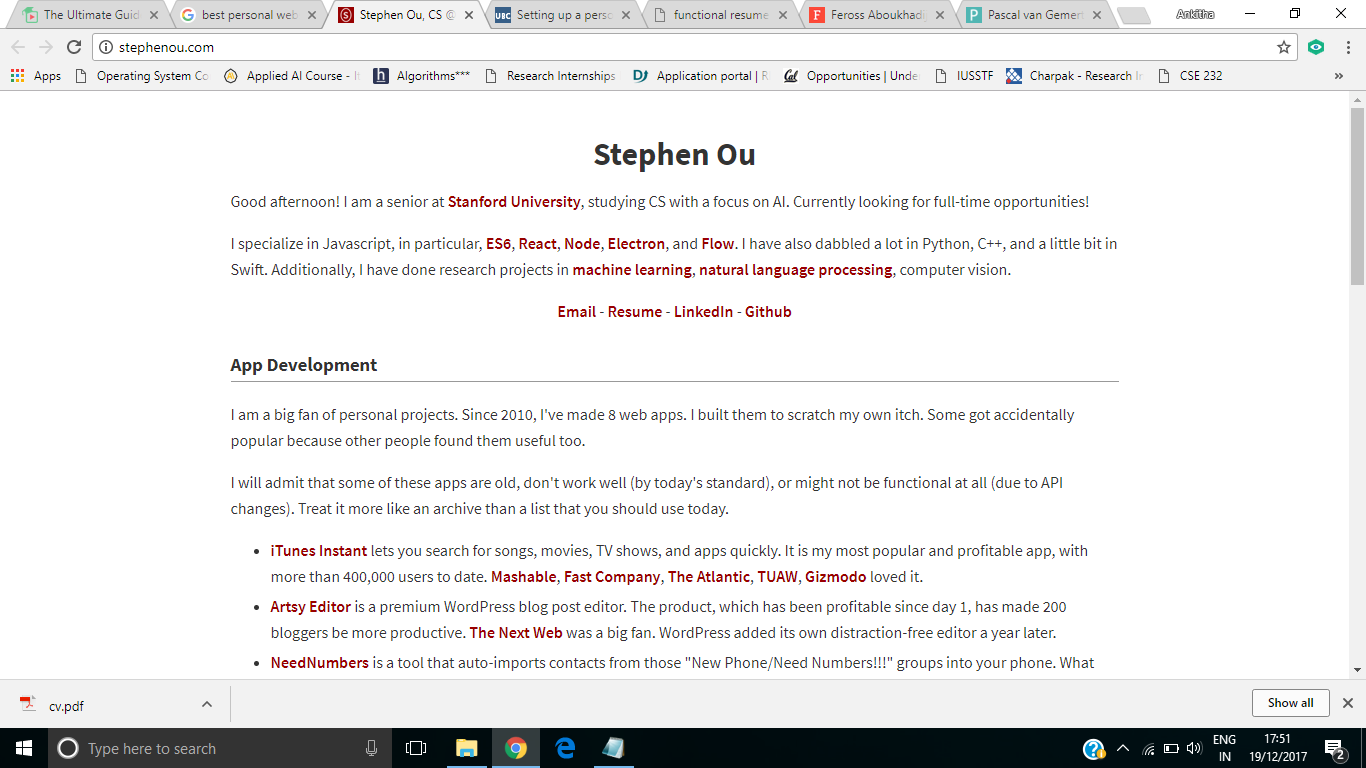 The Ultimate Guid
best personal web
Stephen Ou, CS @
UBC
Setting up a perso
functional resume
F
Feross Aboukhadi
P
Pascal van Gemer
Ankitha
stephenou.com
Apps
Operating System Co
Applied AI Course - I
h
Algorithms***
Research Internships
Application portal | R
Cal
Opportunities | Unde
IUSSTF
Charpak - Research In
CSE 232
»
Stephen Ou
Good afternoon! I am a senior at Stanford University, studying CS with a focus on AI. Currently looking for full-time opportunities!
I specialize in Javascript, in particular, ES6, React, Node, Electron, and Flow. I have also dabbled a lot in Python, C++, and a little bit in
Swift. Additionally, I have done research projects in machine learning, natural language processing, computer vision.
Email - Resume - LinkedIn - Github
App Development
I am a big fan of personal projects. Since 2010, I've made 8 web apps. I built them to scratch my own itch. Some got accidentally
popular because other people found them useful too.
I will admit that some of these apps are old, don't work well (by today's standard), or might not be functional at all (due to API
changes). Treat it more like an archive than a list that you should use today.
• iTunes Instant lets you search for songs, movies, TV shows, and apps quickly. It is my most popular and profitable app, with
more than 400,000 users to date. Mashable, Fast Company, The Atlantic, TUAW, Gizmodo loved it.
• Artsy Editor is a premium WordPress blog post editor. The product, which has been profitable since day 1, has made 200
bloggers be more productive. The Next Web was a big fan. WordPress added its own distraction-free editor a year later.
• NeedNumbers is a tool that auto-imports contacts from those "New Phone/Need Numbers!!!" groups into your phone. What
cv.pdf
Show all
Type here to search
ENG
IN
17:51
19/12/2017
2